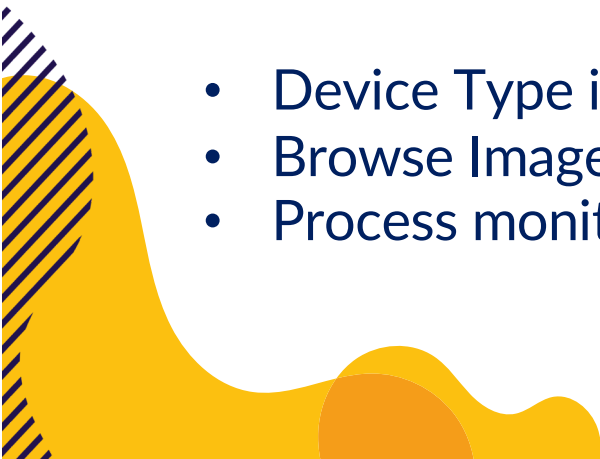 • Device Type i
• Browse Image
• Process monit